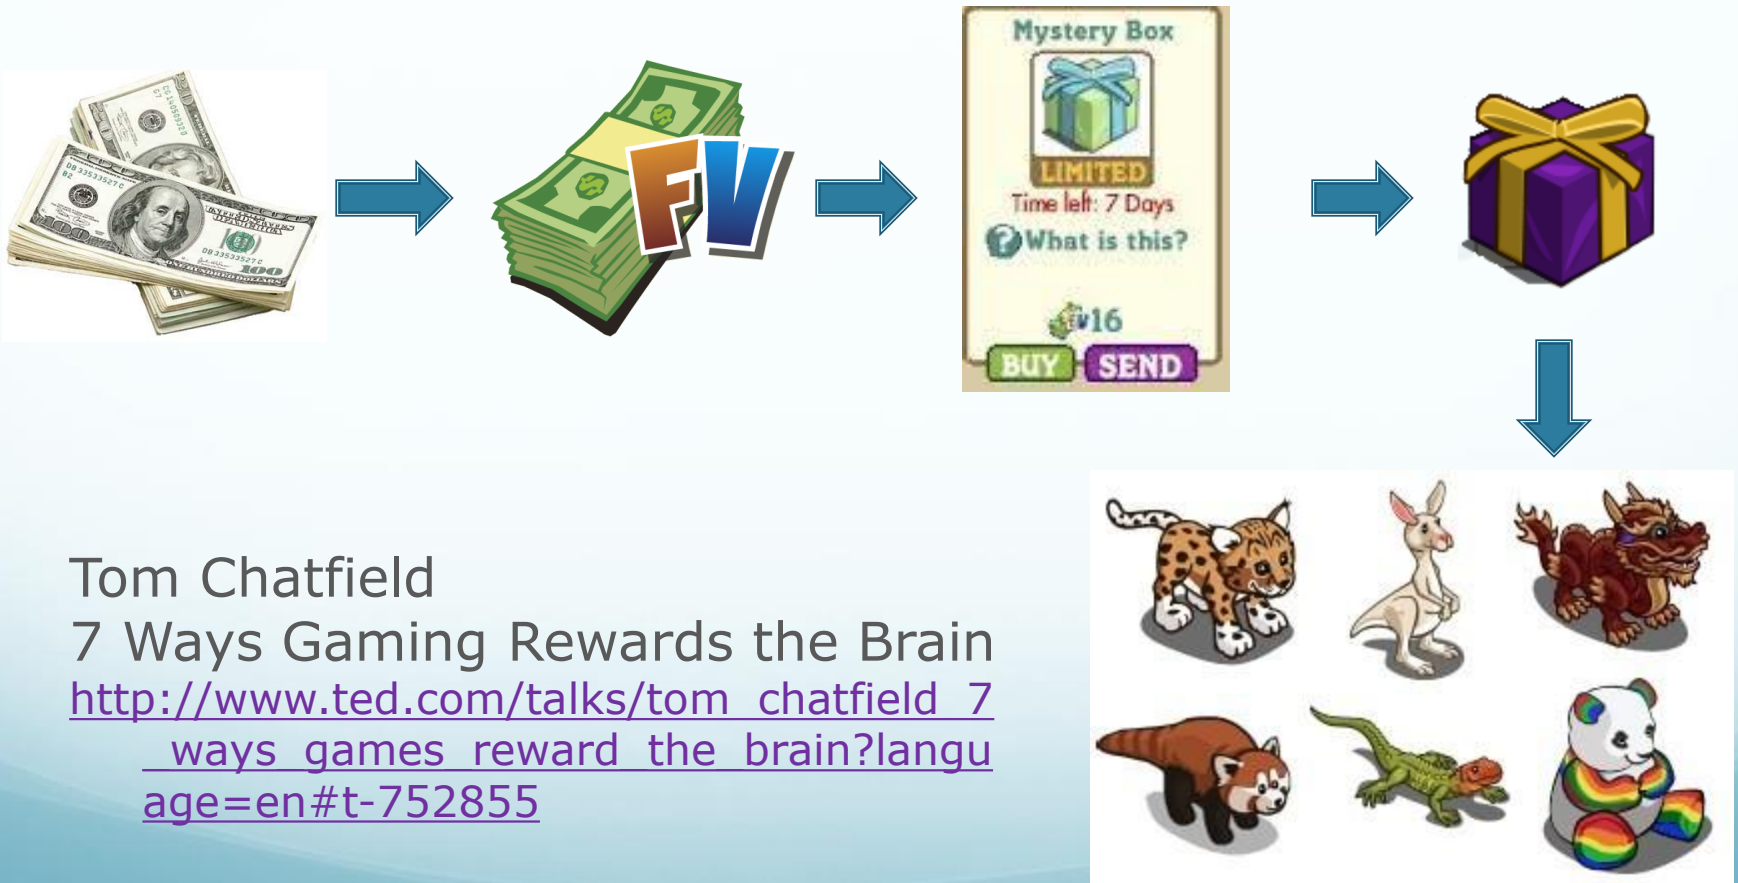 Mystery Box
LIMITED
Time left: 7 Days
What is this?
16
BUY SEND
FV
100
Tom Chatfield
7 Ways Gaming Rewards the Brain
http://www.ted.com/talks/tom_chatfield_7
_ways_games_reward_the_brain?langu
age=en#t-752855